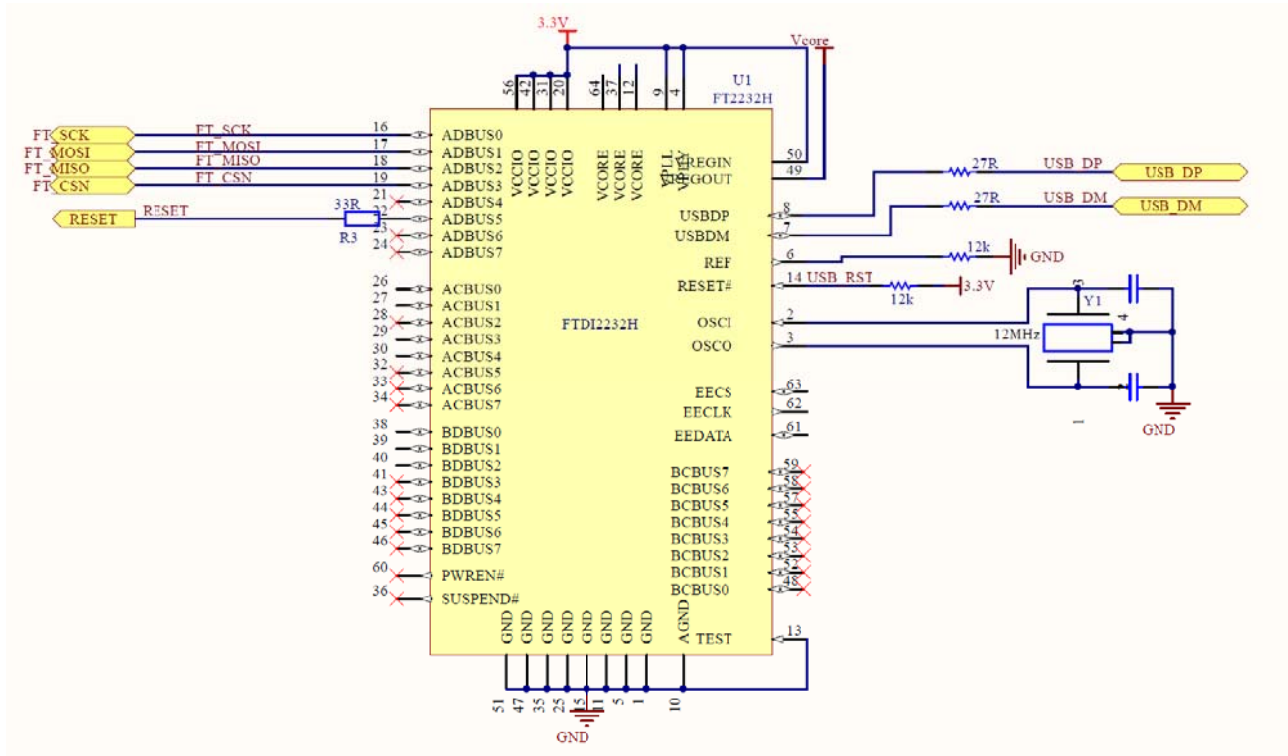 3.3V
Vcore
56 42 31 20 64 37 12 9 4
U1
FT2232H
FT_SCK FT_SCK 16 ADBUS0
FT_MOSI FT_MOSI 17 ADBUS1
FT_MISO FT_MISO 18 ADBUS2
FT_CSN FT_CSN 19 ADBUS3
21 ADBUS4
RESET RESET 33R R3 22 ADBUS5
23 ADBUS6
24 ADBUS7
VCCIO VCCIO VCCIO VCCIO VCORE VCORE VCORE
50
VREGOUT 49
USBDP 8 27R USB_DP USB_DP
USBDM 7 27R USB_DM USB_DM
REF 6 12k GND
RESET# 14 USB_RST 12k 3.3V
26 ACBUS0
27 ACBUS1
28 ACBUS2
29 ACBUS3
30 ACBUS4
32 ACBUS5
33 ACBUS6
34 ACBUS7
FTDI2232H
OSCI 2
OSCO 3
12MHz
Y1
3
4
1
GND
EECS 63
EECLK 62
EEDATA 61
38 BDBUS0
39 BDBUS1
40 BDBUS2
41 BDBUS3
43 BDBUS4
44 BDBUS5
45 BDBUS6
46 BDBUS7
BCBUS7 59
BCBUS6 58
BCBUS5 57
BCBUS4 55
BCBUS3 54
BCBUS2 53
BCBUS1 52
BCBUS0 48
60 PWREN#
36 SUSPEND#
GND GND GND GND GND GND GND GND AGND
TEST 13
51 47 35 25 15 11 5 1 10
GND